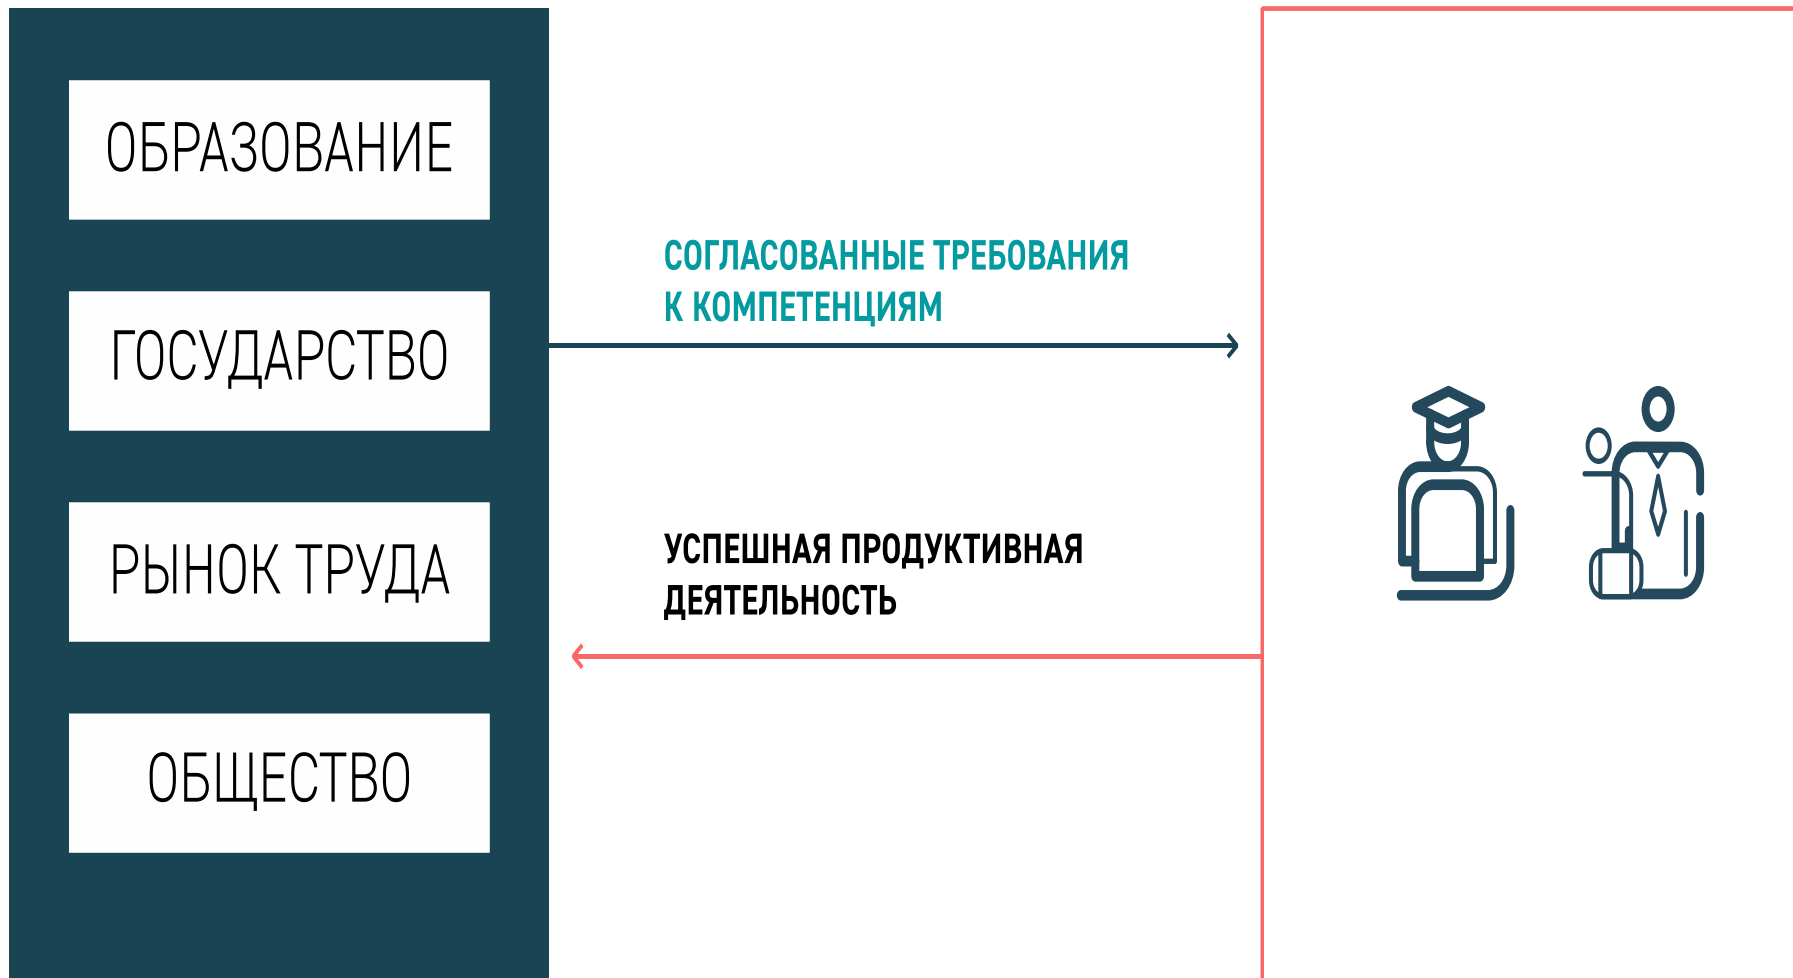 ОБРАЗОВАНИЕ
ГОСУДАРСТВО
РЫНОК ТРУДА
ОБЩЕСТВО
СОГЛАСОВАННЫЕ ТРЕБОВАНИЯ
К КОМПЕТЕНЦИЯМ
УСПЕШНАЯ ПРОДУКТИВНАЯ
ДЕЯТЕЛЬНОСТЬ